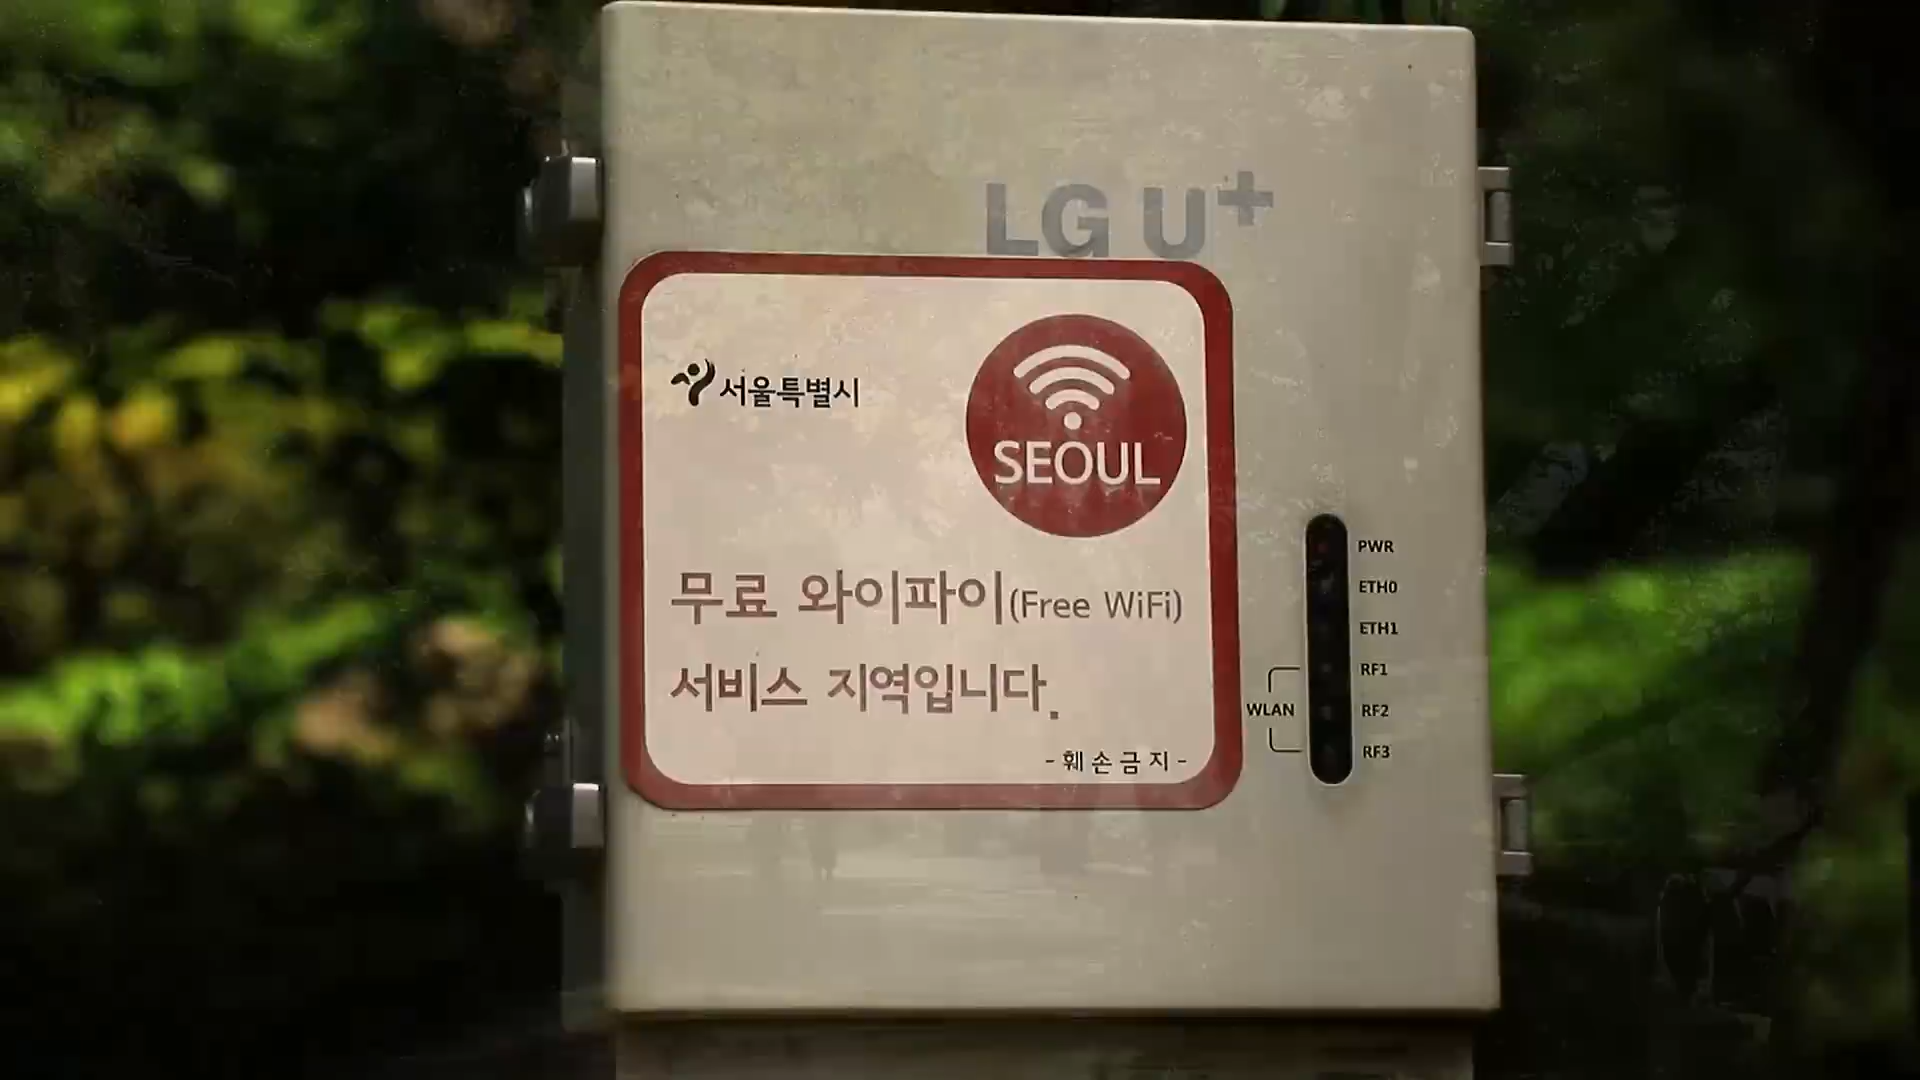 LG U+
서울특별시
SEOUL
무료 와이파이(Free WiFi)
서비스 지역입니다.
-훼손금지-
PWR
ETH0
ETH1
RF1
WLAN RF2
RF3